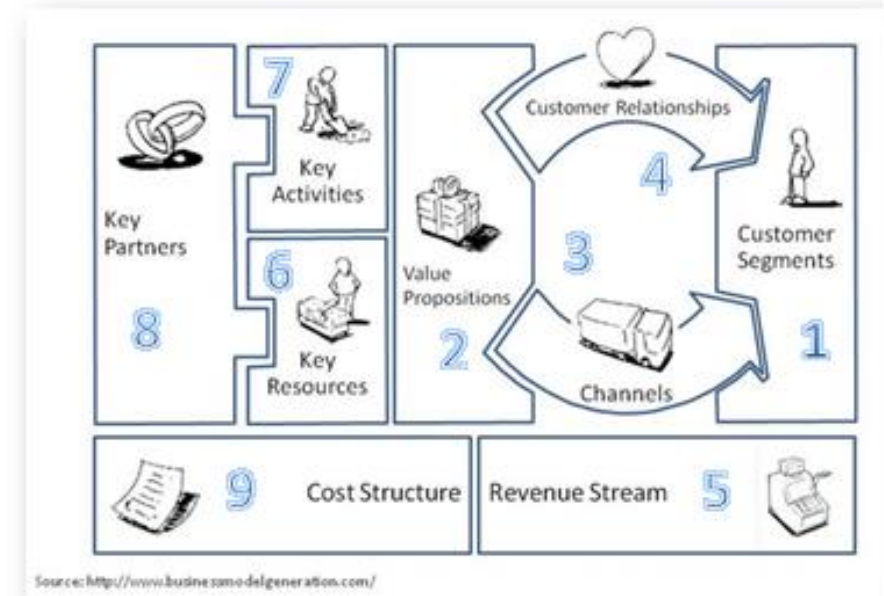 7
Key
Activities
Key
Partners
8
6
Key
Resources
Value
Propositions
2
Customer Relationships
4
3
Channels
Customer
Segments
1
9
Cost Structure
Revenue Stream
5
Source: http://www.businessmodelgeneration.com/